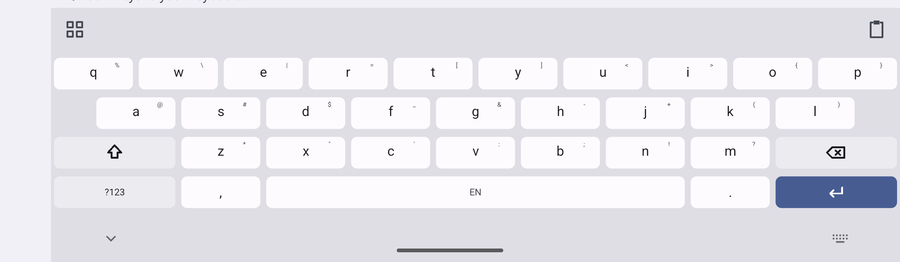 q % w \ e | r = t [ y ] u < i > o { p }
a @ s # d $ f _ g & h - j + k ( l )
z * x " c ' v : b ; n ! m ?
?123 , EN .